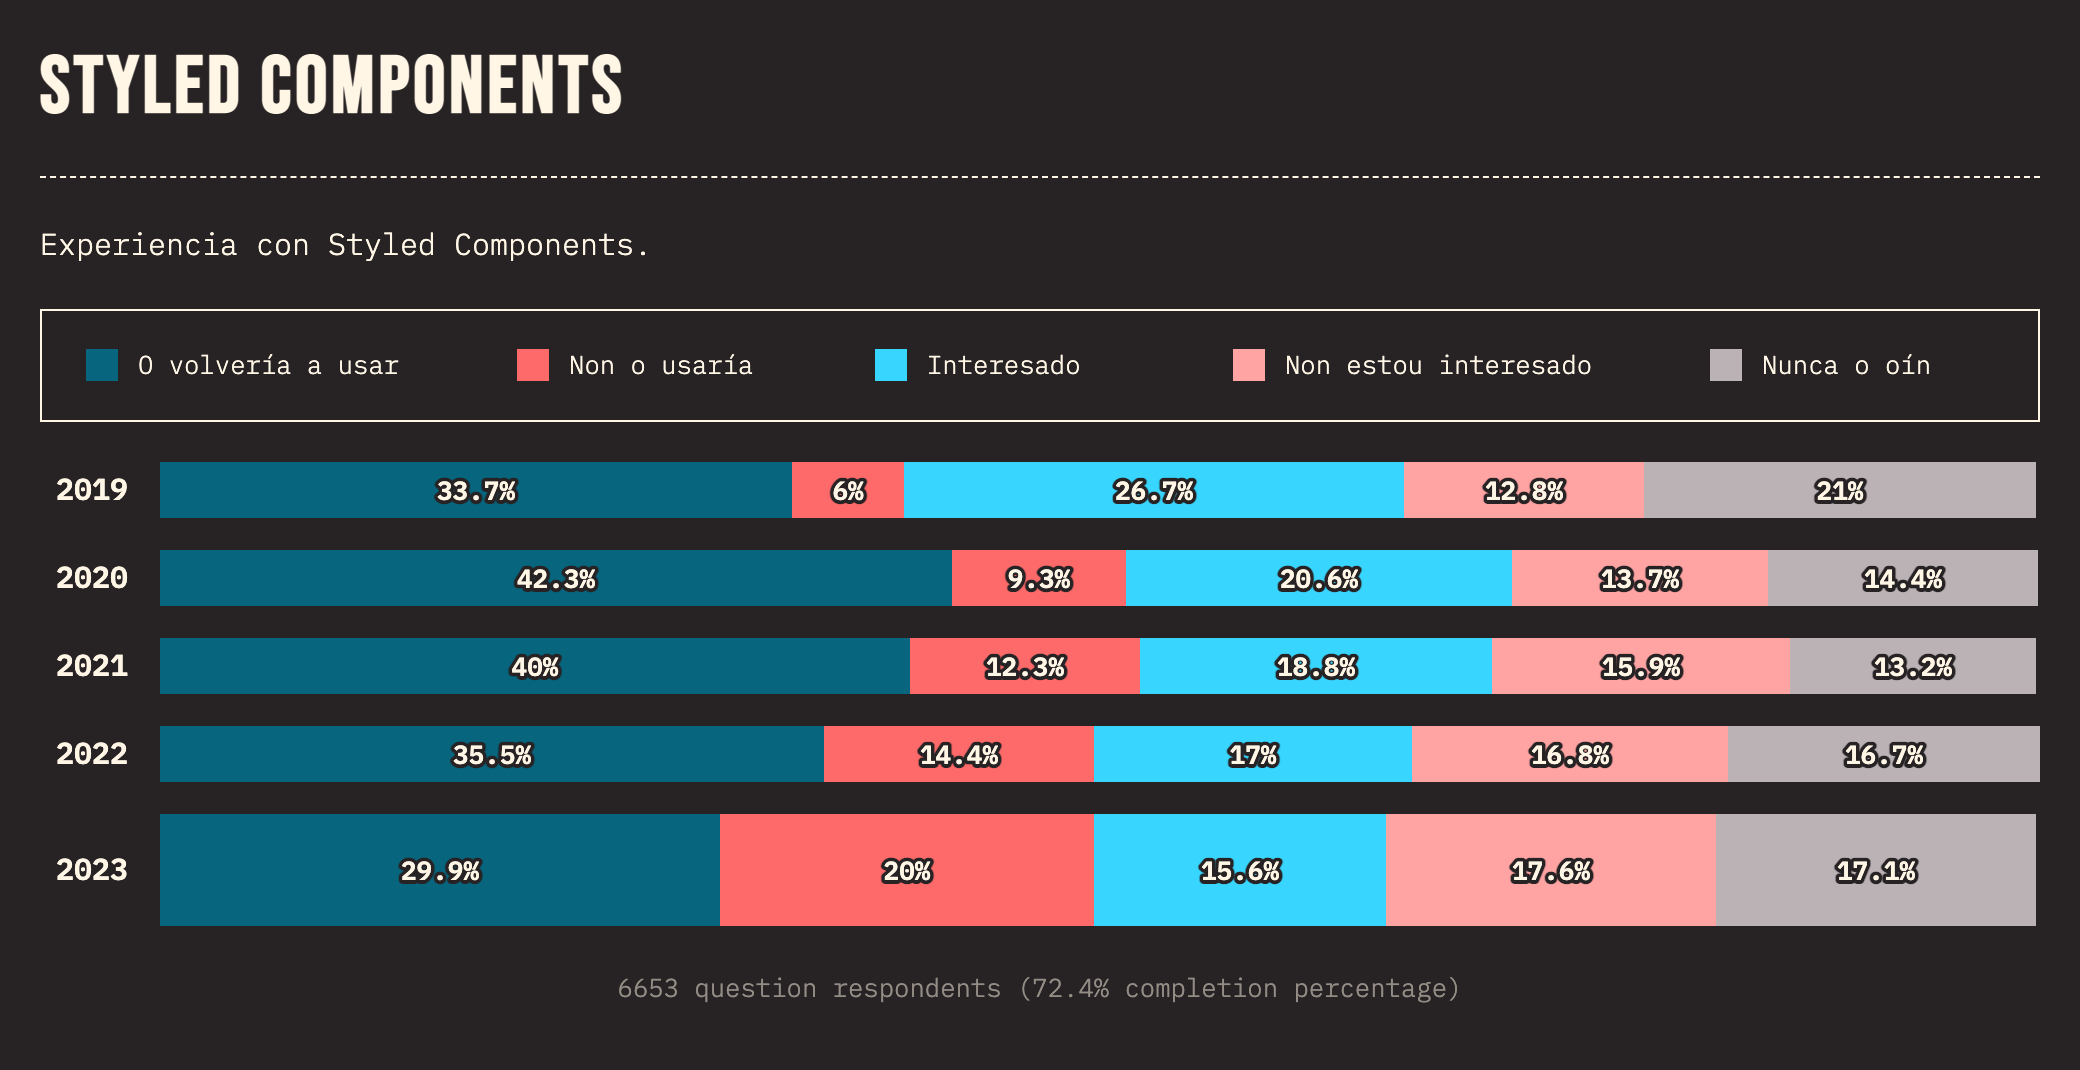 STYLED COMPONENTS
Experiencia con Styled Components.
O volvería a usar Non o usaría Interesado Non estou interesado Nunca o oín
2019 33.7% 6% 26.7% 12.8% 21%
2020 42.3% 9.3% 20.6% 13.7% 14.4%
2021 40% 12.3% 18.8% 15.9% 13.2%
2022 35.5% 14.4% 17% 16.8% 16.7%
2023 29.9% 20% 15.6% 17.6% 17.1%
6653 question respondents (72.4% completion percentage)